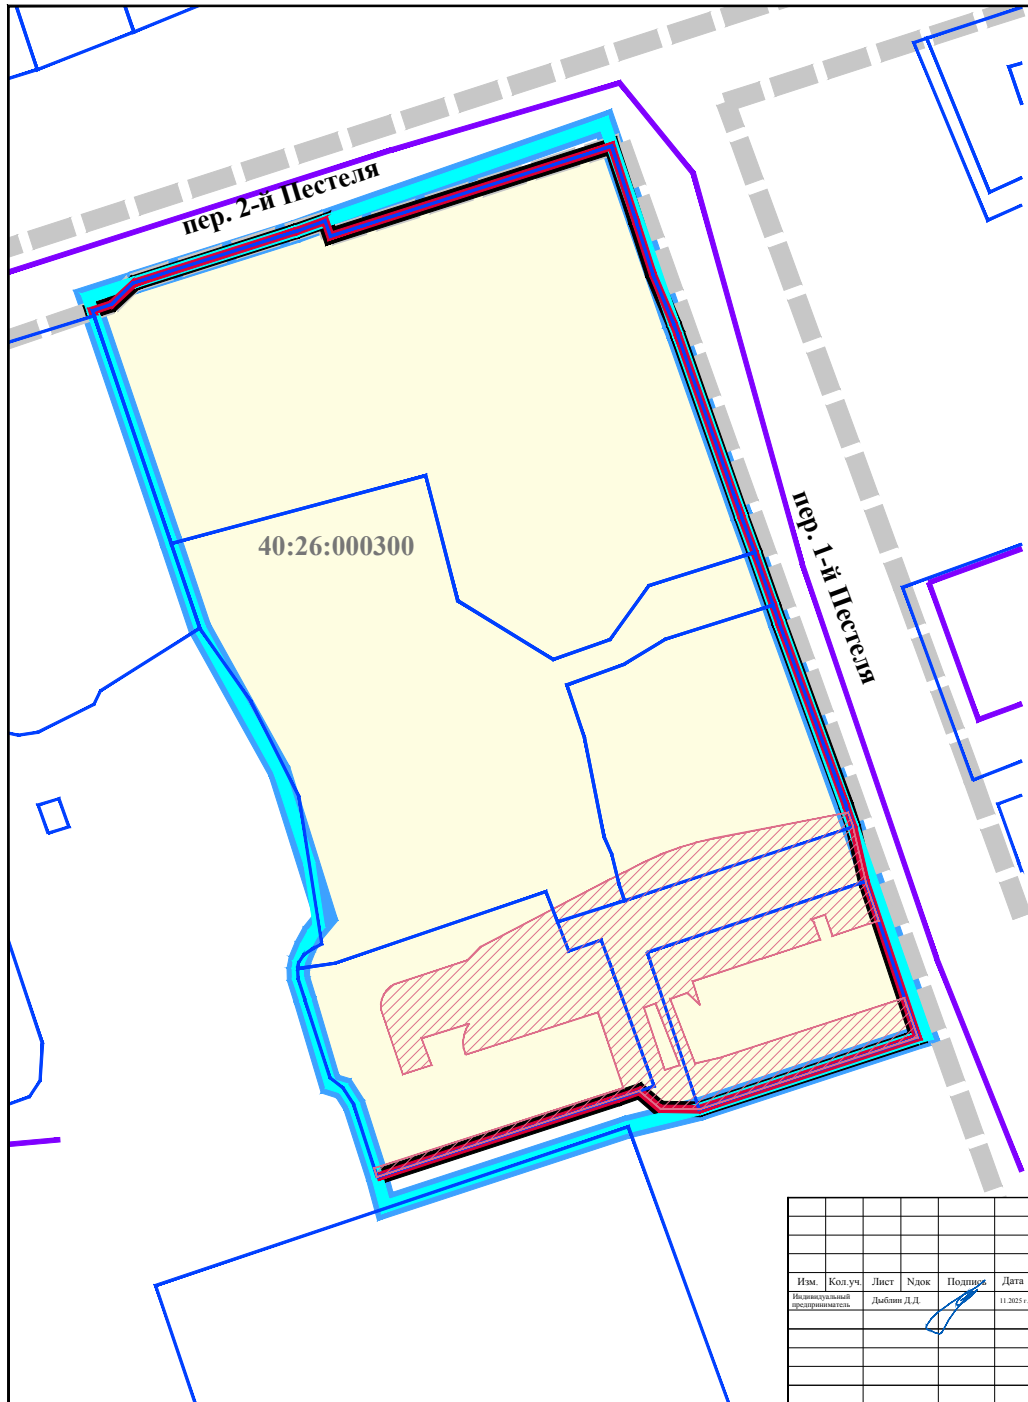 пер. 2-й Пестеля
40:26:000300
пер. 1-й Пестеля
Изм. Кол.уч. Лист Nдок Подпись Дата
Индивидуальный предприниматель Дыблин Д.Д. 11.2025 г.